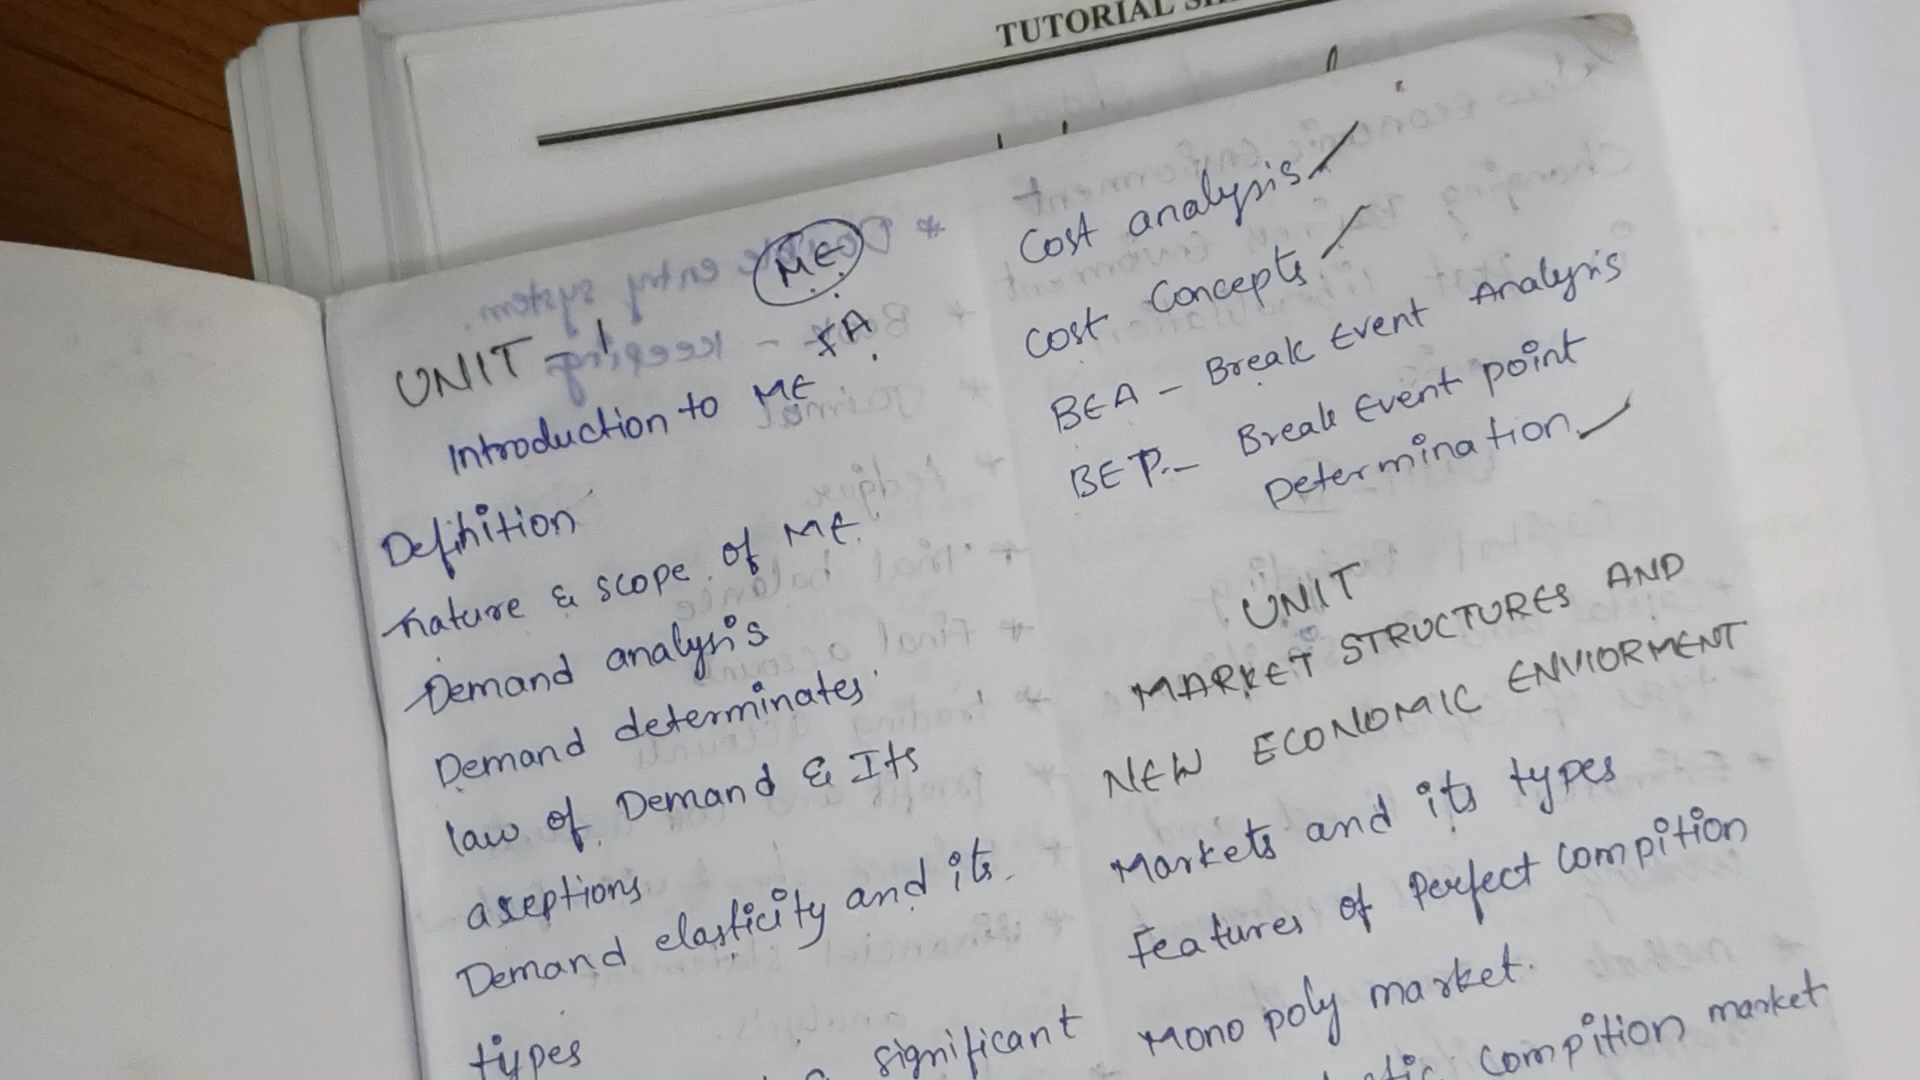 TUTORIAL
ME
UNIT 1
Introduction to ME
Definition
nature & scope of ME
Demand analysis
Demand determinates
law of Demand & Its
aseptions
Demand elasticity and its
types
significant
Cost analysis
Cost Concepts
BEA - Break Event Analysis
BEP - Break Event point
Determination
UNIT
MARKET STRUCTURES AND
NEW ECONOMIC ENVIORMENT
Markets and its types
Features of Perfect Compition
Mono poly market.
Compition market